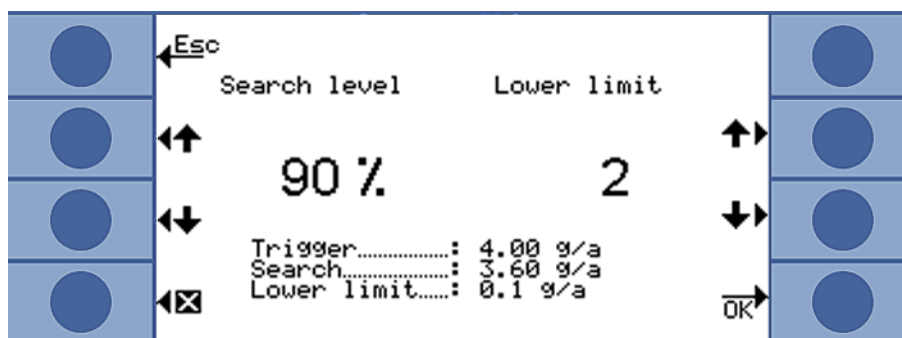 Esc
Search level Lower limit
90 % 2
Trigger................: 4.00 g/a
Search.................: 3.60 g/a
Lower limit.....: 0.1 g/a
OK